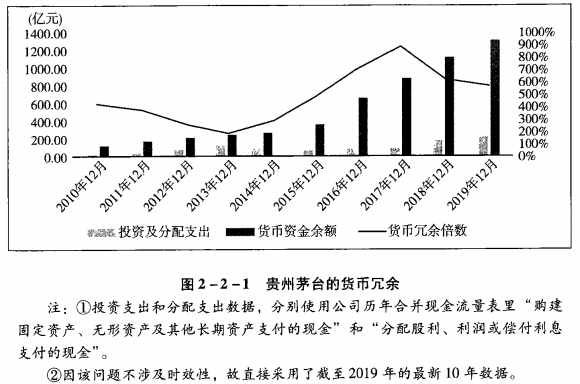 (亿元)
1400.00
1200.00
1000.00
800.00
600.00
400.00
200.00
0.00
1000%
900%
800%
700%
600%
500%
400%
300%
200%
100%
0%
2010年12月
2011年12月
2012年12月
2013年12月
2014年12月
2015年12月
2016年12月
2017年12月
2018年12月
2019年12月
投资及分配支出 货币资金余额 货币冗余倍数
图2-2-1 贵州茅台的货币冗余
注：①投资支出和分配支出数据，分别使用公司历年合并现金流量表里“购建
固定资产、无形资产及其他长期资产支付的现金”和“分配股利、利润或偿付利息
支付的现金”。
②因该问题不涉及时效性，故直接采用了截至2019年的最新10年数据。